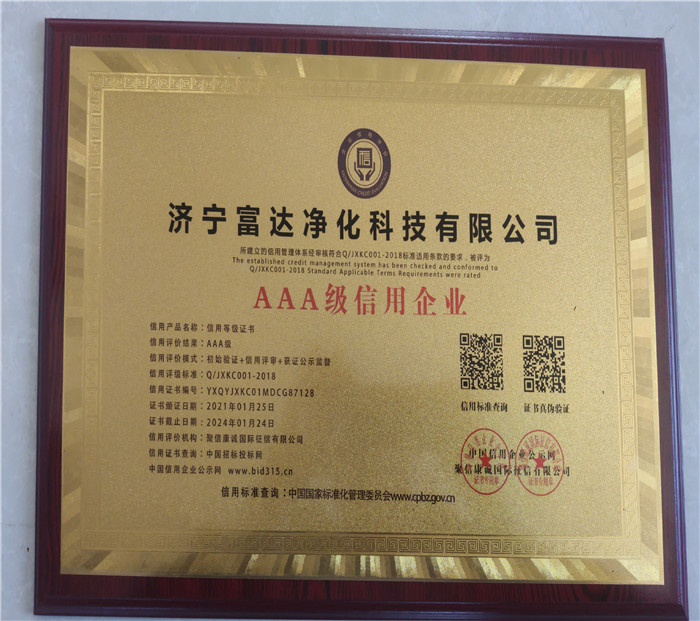 信
济宁富达净化科技有限公司
所建立的信用管理体系经审核符合Q/JXKC001-2018标准适用条款的要求，被评为
The established credit management system has been checked and conformed to
Q/JXKC001-2018 Standard Applicable Terms Requirements were rated
AAA级信用企业
信用产品名称：信用等级证书
信用评价结果：AAA级
信用评价模式：初始验证+信用评审+获证公示监督
信用评级标准：Q/JXKC001-2018
信用证书编号：YXQYJXKC01MDCG87128
证书颁证日期：2021年01月25日
证书截止日期：2024年01月24日
信用评价机构：聚信康诚国际征信有限公司
信用证书查询：中国招标投标网
中国信用企业公示网 www.bid315.cn
信用标准查询
证书真伪验证
中国信用企业公示网
聚信康诚国际征信有限公司
信用标准查询：中国国家标准化管理委员会www.cpbz.gov.cn